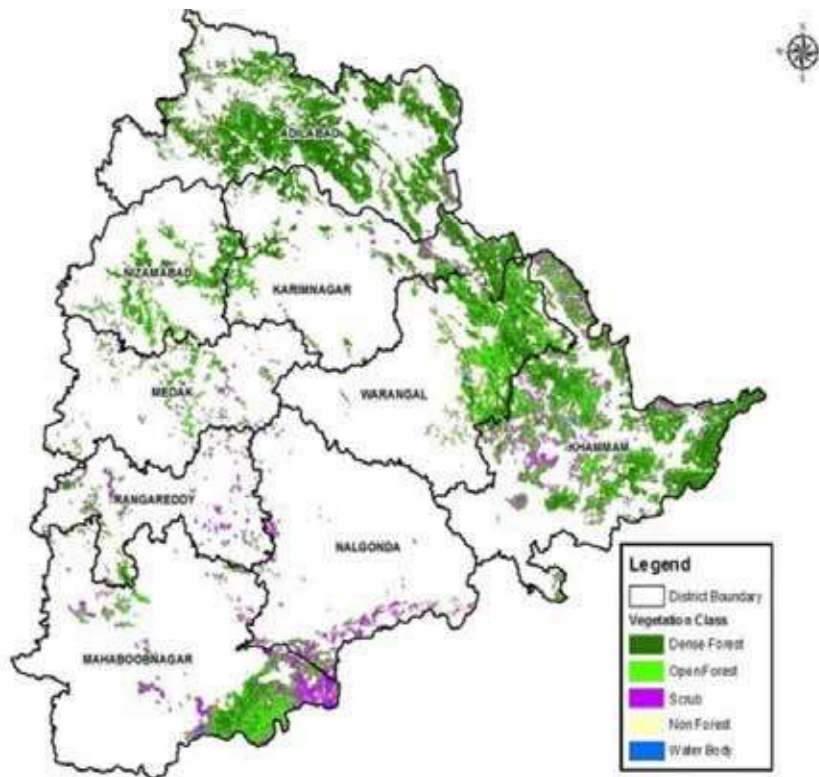 ADILABAD
NIZAMABAD
KARIMNAGAR
MEDAK
WARANGAL
KHAMMAM
RANGAREDDY
NALGONDA
MAHABOOBNAGAR
Legend
District Boundary
Vegetation Class
Dense Forest
Open Forest
Scrub
Non Forest
Water Body